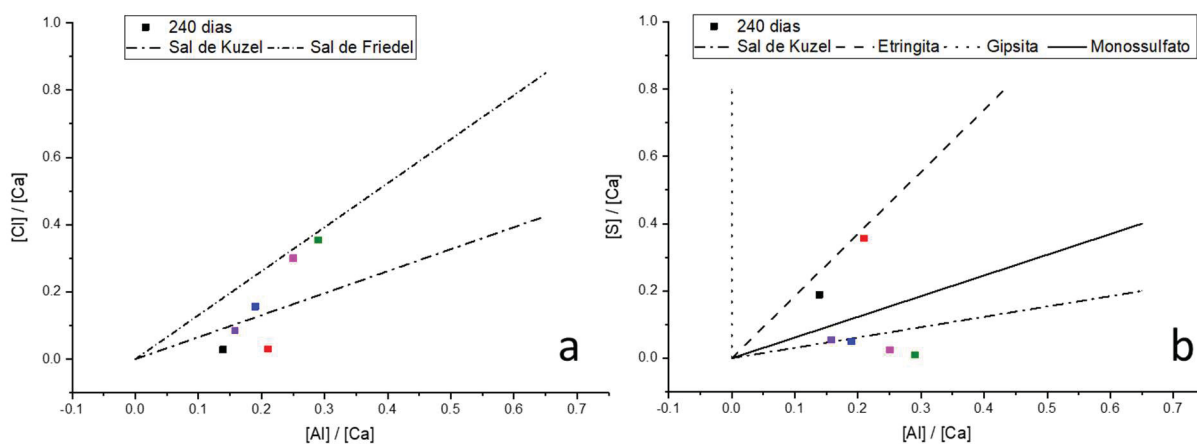 240 dias
Sal de Kuzel Sal de Friedel
1.0
0.8
0.6
0.4
0.2
0.0
-0.1 0.0 0.1 0.2 0.3 0.4 0.5 0.6 0.7
[Cl] / [Ca]
[Al] / [Ca]
a
240 dias
Sal de Kuzel Etringita Gipsita Monossulfato
1.0
0.8
0.6
0.4
0.2
0.0
-0.1 0.0 0.1 0.2 0.3 0.4 0.5 0.6 0.7
[S] / [Ca]
[Al] / [Ca]
b